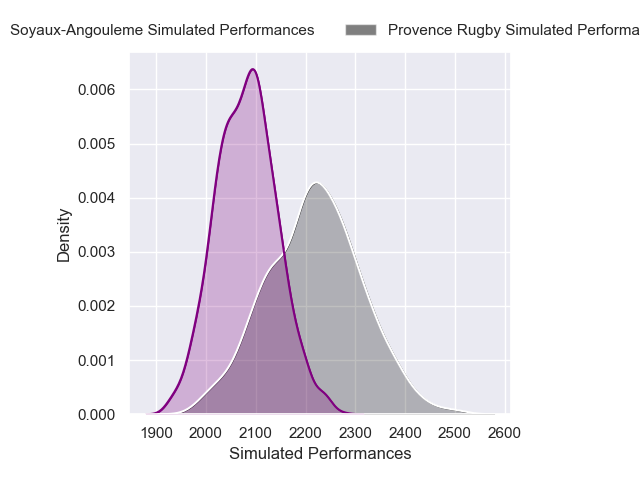 Soyaux-Angouleme Simulated Performances
Provence Rugby Simulated Performa
0.006
0.005
0.004
0.003
0.002
0.001
0.000
Density
1900 2000 2100 2200 2300 2400 2500 2600
Simulated Performances